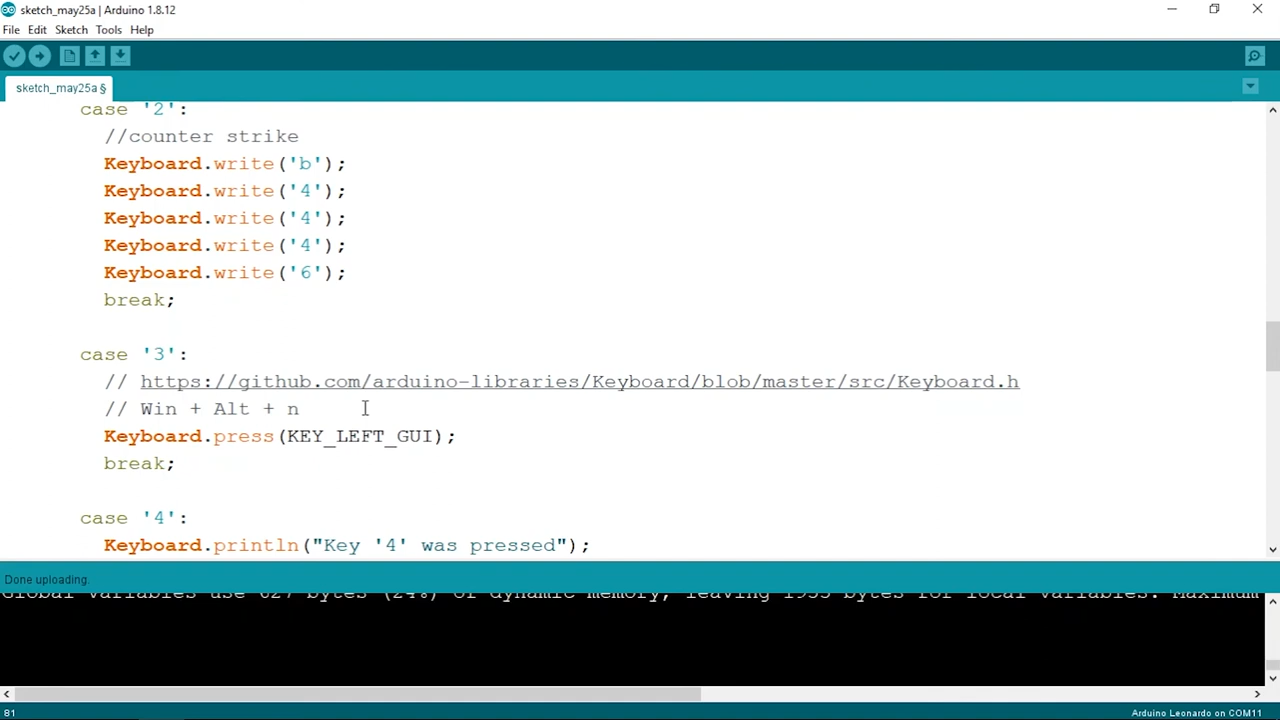 sketch_may25a | Arduino 1.8.12
File Edit Sketch Tools Help
sketch_may25a §
case '2':
//counter strike
Keyboard.write('b');
Keyboard.write('4');
Keyboard.write('4');
Keyboard.write('4');
Keyboard.write('6');
break;
case '3':
// https://github.com/arduino-libraries/Keyboard/blob/master/src/Keyboard.h
// Win + Alt + n
Keyboard.press(KEY_LEFT_GUI);
break;
case '4':
Keyboard.println("Key '4' was pressed");
Done uploading.
Global variables use 627 bytes (24%) of dynamic memory, leaving 1933 bytes for local variables. Maximum
81
Arduino Leonardo on COM11